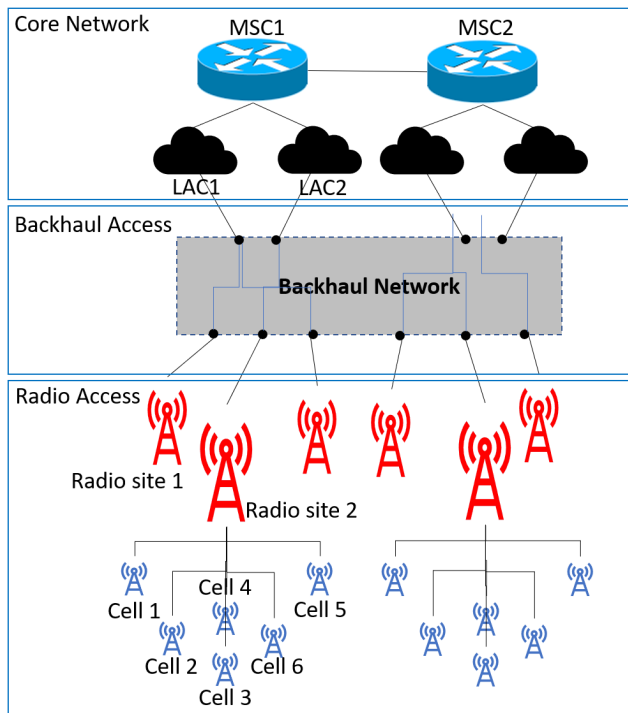 Core Network
MSC1
MSC2
LAC1
LAC2
Backhaul Access
Backhaul Network
Radio Access
Radio site 1
Radio site 2
Cell 4
Cell 1
Cell 5
Cell 2
Cell 6
Cell 3